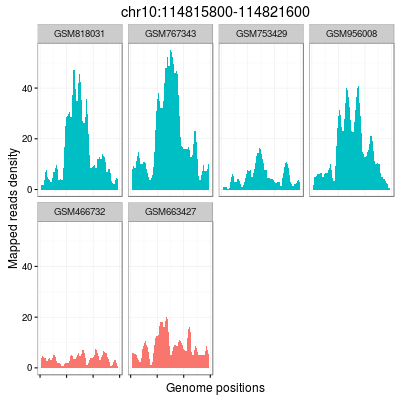 chr10:114815800-114821600
GSM818031 GSM767343 GSM753429 GSM956008
40
20
0
Mapped reads density
GSM466732 GSM663427
40
20
0
Genome positions